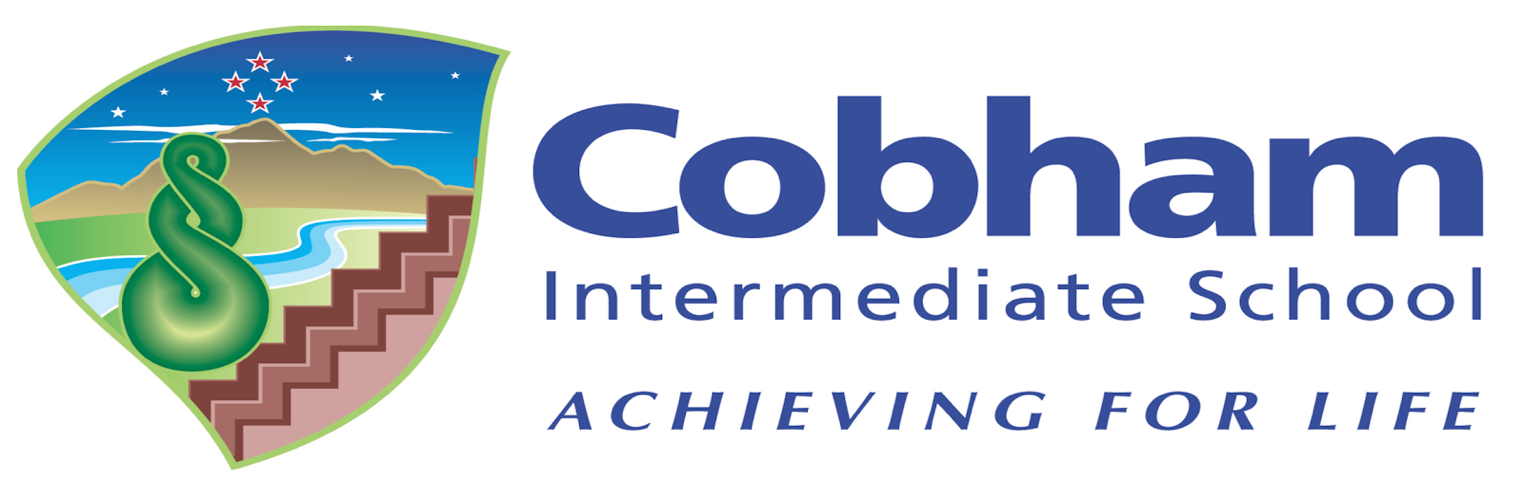 Cobham
Intermediate School
ACHIEVING FOR LIFE